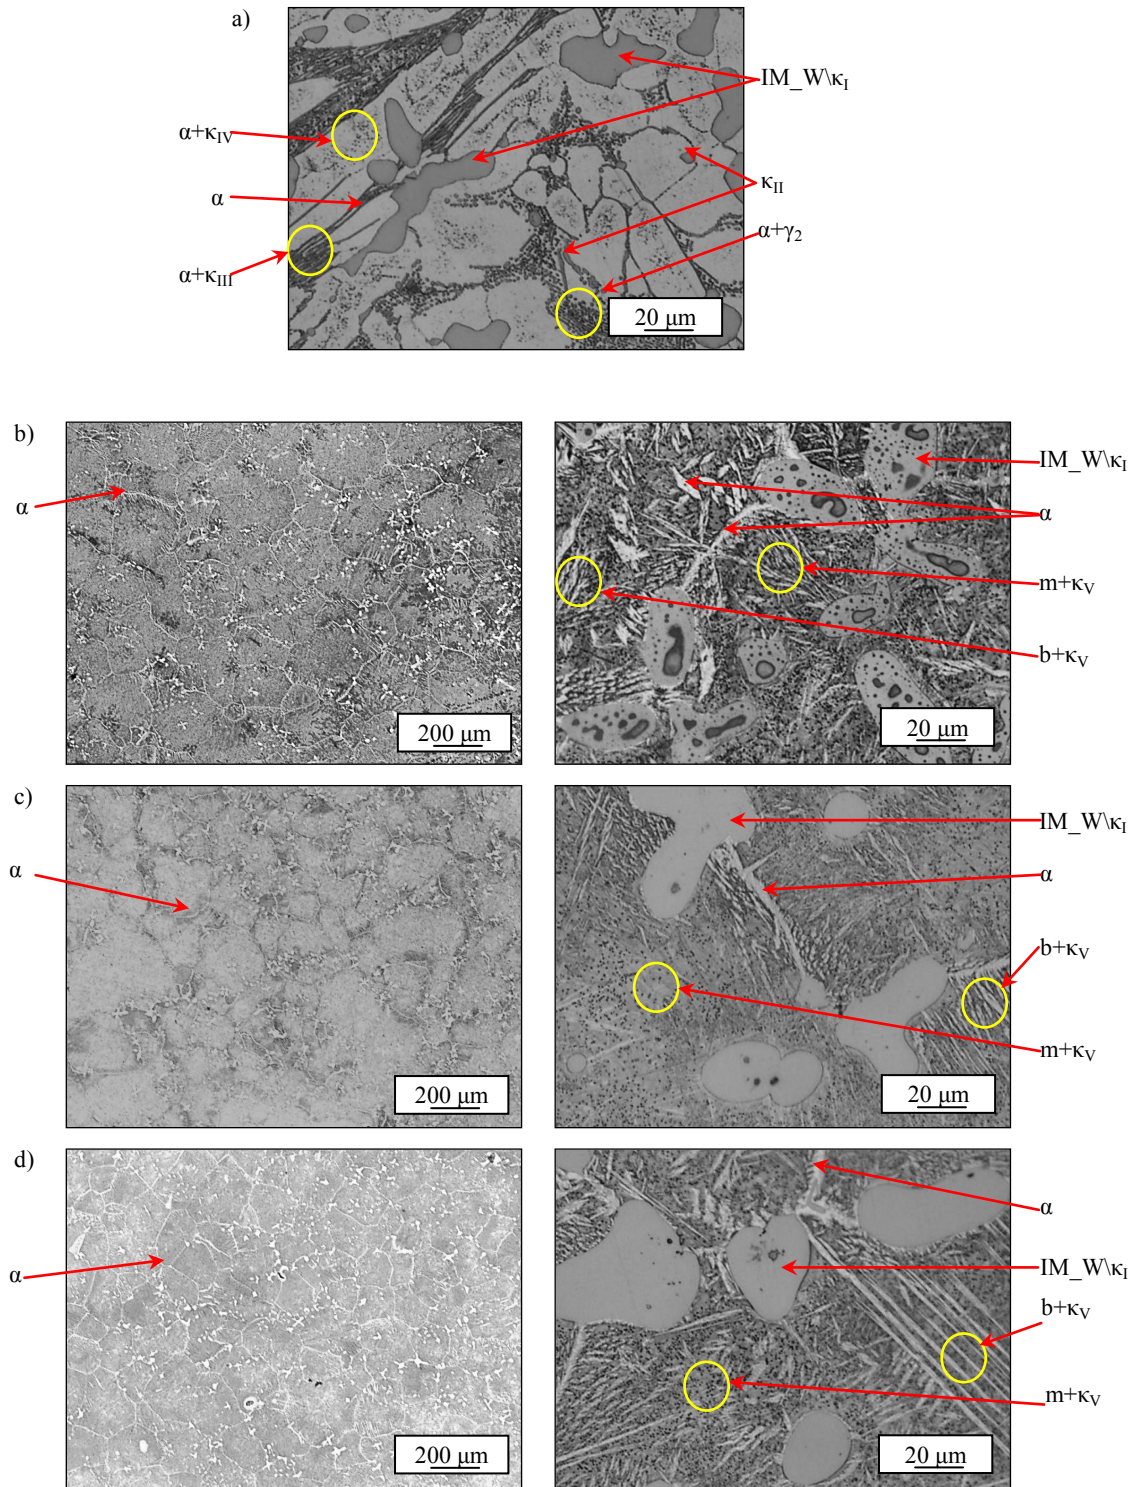 a)
IM_W\κI
α+κIV
κII
α
α+γ2
α+κIII
20 μm
b)
IM_W\κI
α
α
m+κV
b+κV
200 μm
20 μm
c)
IM_W\κI
α
α
b+κV
m+κV
200 μm
20 μm
d)
α
IM_W\κI
α
b+κV
m+κV
200 μm
20 μm